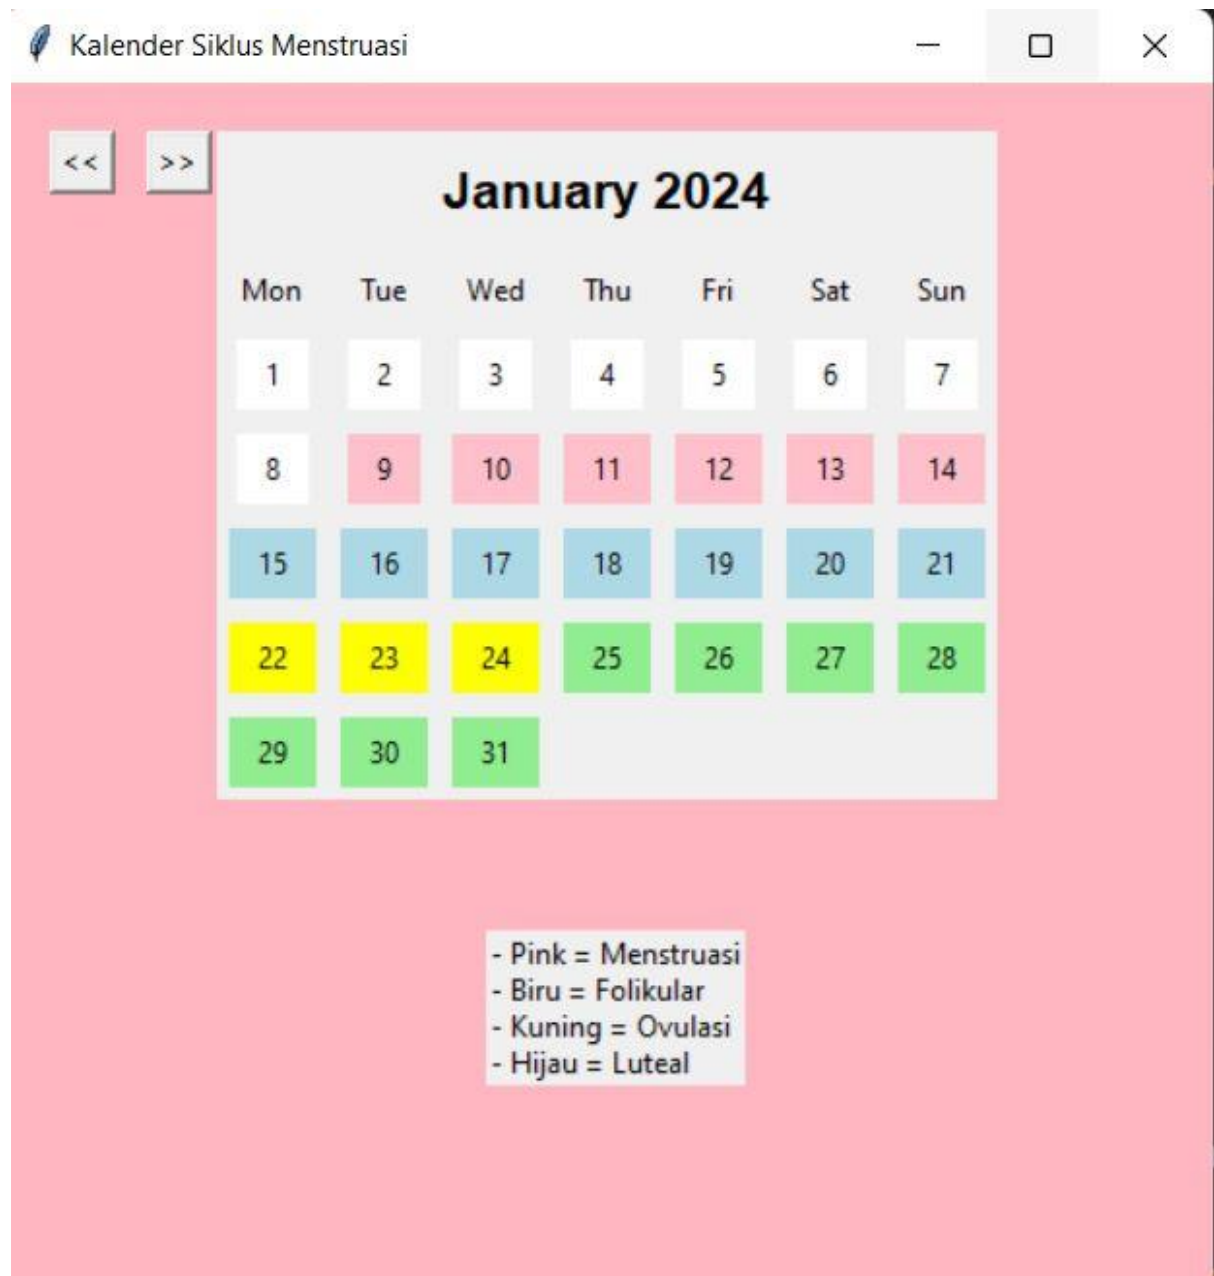 Kalender Siklus Menstruasi
<< >>
January 2024
Mon Tue Wed Thu Fri Sat Sun
1 2 3 4 5 6 7
8 9 10 11 12 13 14
15 16 17 18 19 20 21
22 23 24 25 26 27 28
29 30 31
- Pink = Menstruasi
- Biru = Folikular
- Kuning = Ovulasi
- Hijau = Luteal